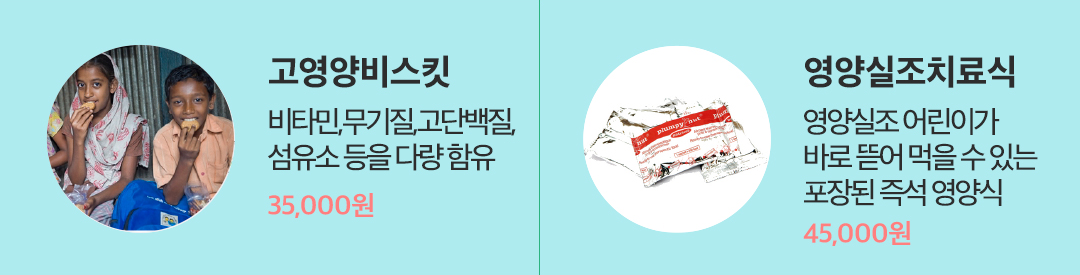 고영양비스킷
비타민,무기질,고단백질,
섬유소 등을 다량 함유
35,000원
영양실조치료식
영양실조 어린이가
바로 뜯어 먹을 수 있는
포장된 즉석 영양식
45,000원
plumpy'nut